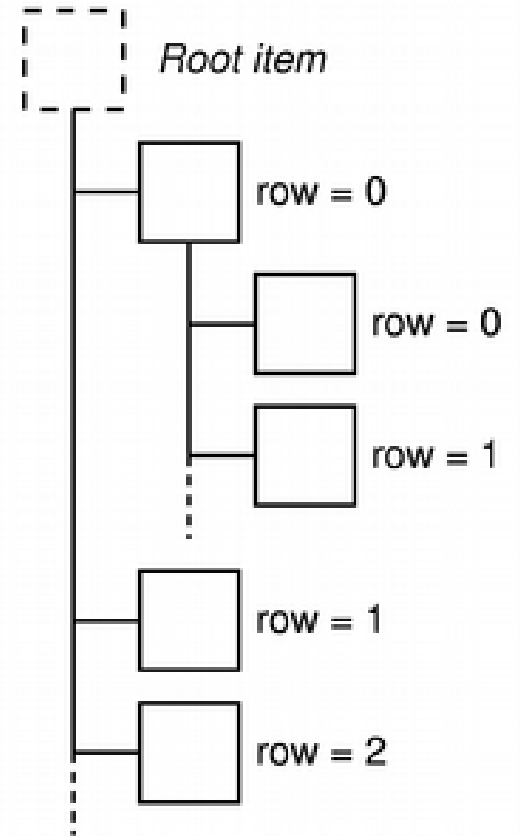 Root item
row = 0
row = 0
row = 1
row = 1
row = 2